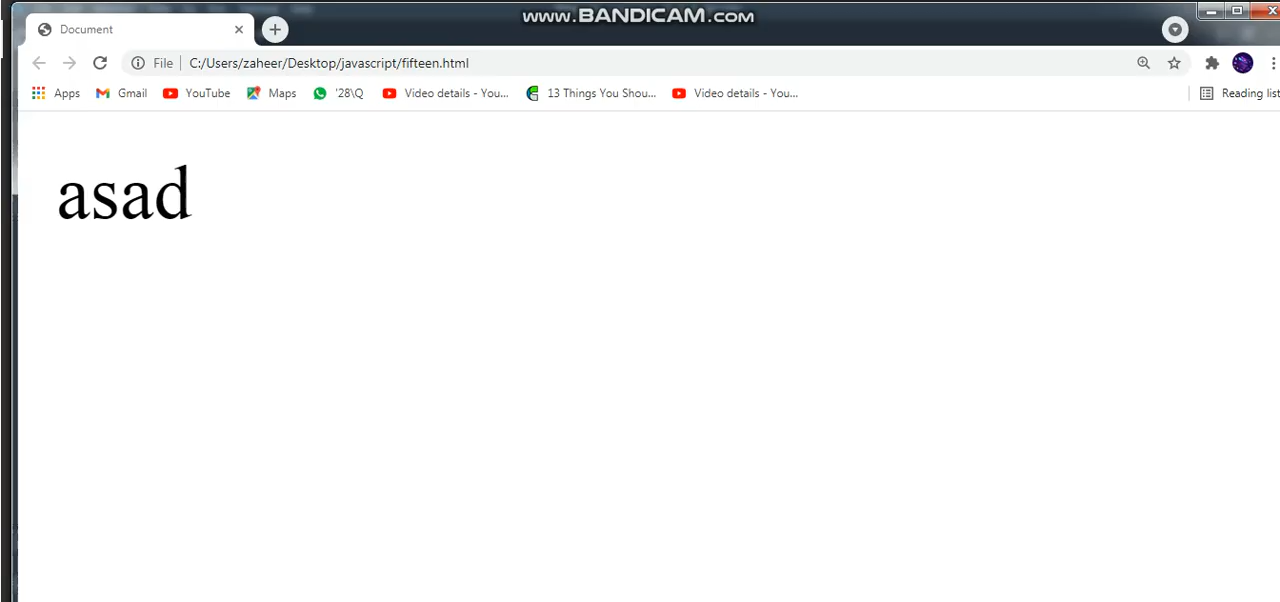 www.BANDICAM.com
Document
File C:/Users/zaheer/Desktop/javascript/fifteen.html
Apps Gmail YouTube Maps '28\Q Video details - You... 13 Things You Shou... Video details - You... Reading list
asad